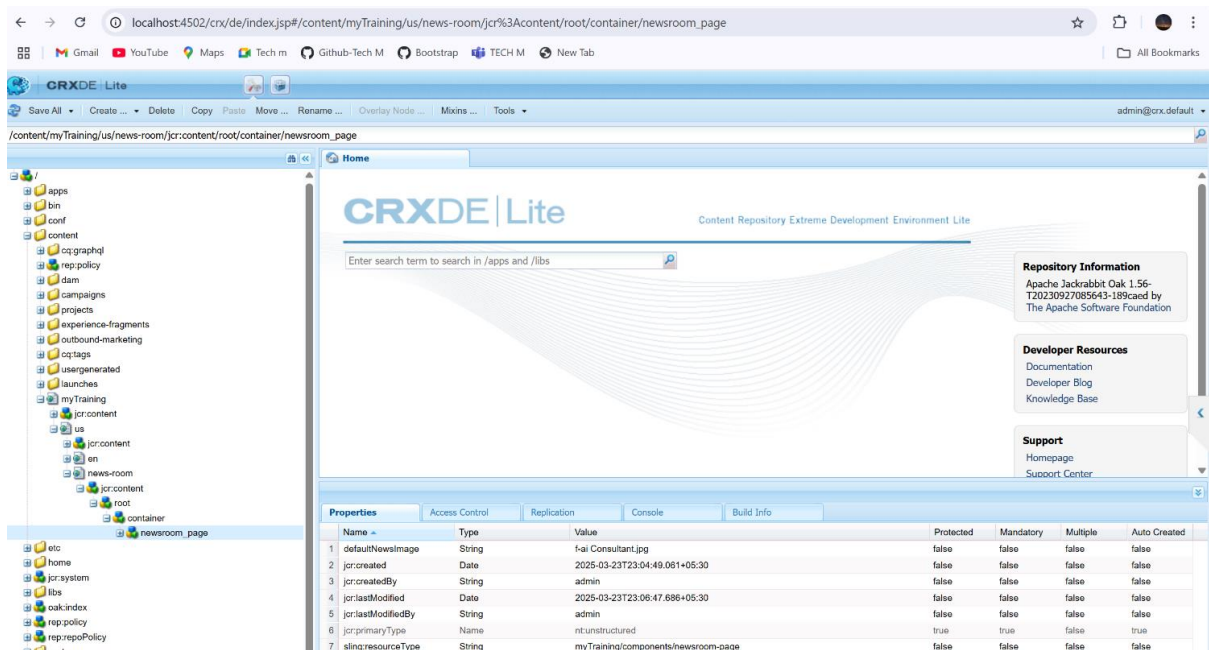 localhost:4502/crx/de/index.jsp#/content/myTraining/us/news-room/jcr%3Acontent/root/container/newsroom_page
Gmail YouTube Maps Tech m Github-Tech M Bootstrap TECH M New Tab All Bookmarks
CRXDE Lite
Save All Create ... Delete Copy Paste Move ... Rename ... Overlay Node ... Mixins ... Tools admin@crx.default
/content/myTraining/us/news-room/jcr:content/root/container/newsroom_page
Home
/
apps
bin
conf
content
cq:graphql
rep:policy
dam
campaigns
projects
experience-fragments
outbound-marketing
cq:tags
usergenerated
launches
myTraining
jcr:content
us
jcr:content
en
news-room
jcr:content
root
container
newsroom_page
etc
home
jcr:system
libs
oak:index
rep:policy
rep:repoPolicy
CRXDE Lite
Content Repository Extreme Development Environment Lite
Enter search term to search in /apps and /libs
Repository Information
Apache Jackrabbit Oak 1.56-
T20230927085643-189caed by
The Apache Software Foundation
Developer Resources
Documentation
Developer Blog
Knowledge Base
Support
Homepage
Support Center
Properties Access Control Replication Console Build Info
Name Type Value Protected Mandatory Multiple Auto Created
1 defaultNewsImage String f-ai Consultant.jpg false false false false
2 jcr:created Date 2025-03-23T23:04:49.061+05:30 false false false false
3 jcr:createdBy String admin false false false false
4 jcr:lastModified Date 2025-03-23T23:06:47.686+05:30 false false false false
5 jcr:lastModifiedBy String admin false false false false
6 jcr:primaryType Name nt:unstructured true true false true
7 sling:resourceType String myTraining/components/newsroom-page false false false false